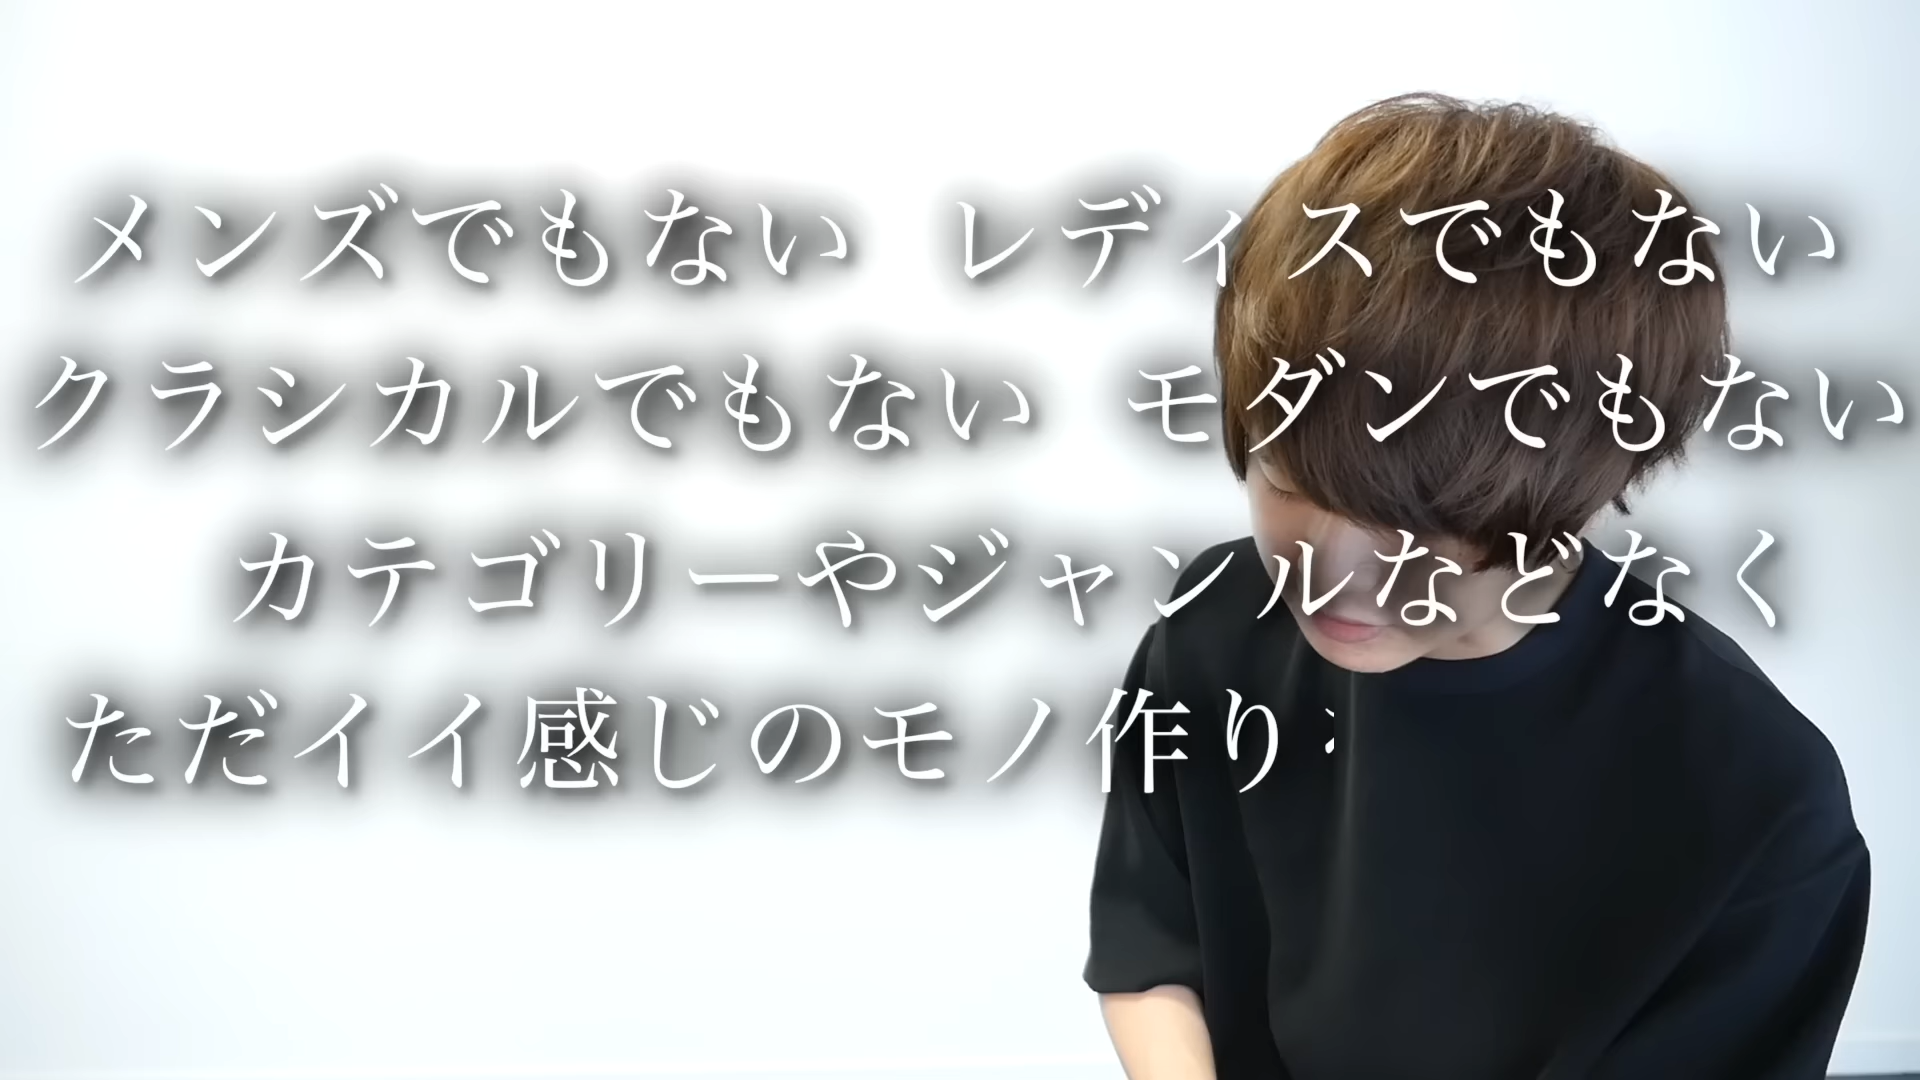 メンズでもない レディスでもない
クラシカルでもない モダンでもない
カテゴリーやジャンルなどなく
ただイイ感じのモノ作り